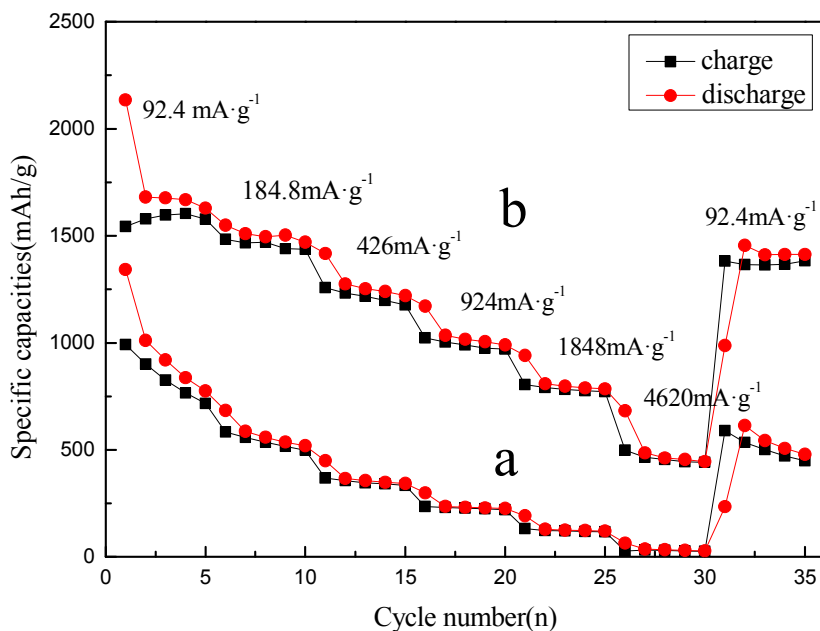 2500
2000
1500
1000
500
0
0
5
10
15
20
25
30
35
Specific capacities(mAh/g)
Cycle number(n)
charge
discharge
92.4 mA·g⁻¹
184.8mA·g⁻¹
426mA·g⁻¹
924mA·g⁻¹
1848mA·g⁻¹
4620mA·g⁻¹
92.4mA·g⁻¹
b
a